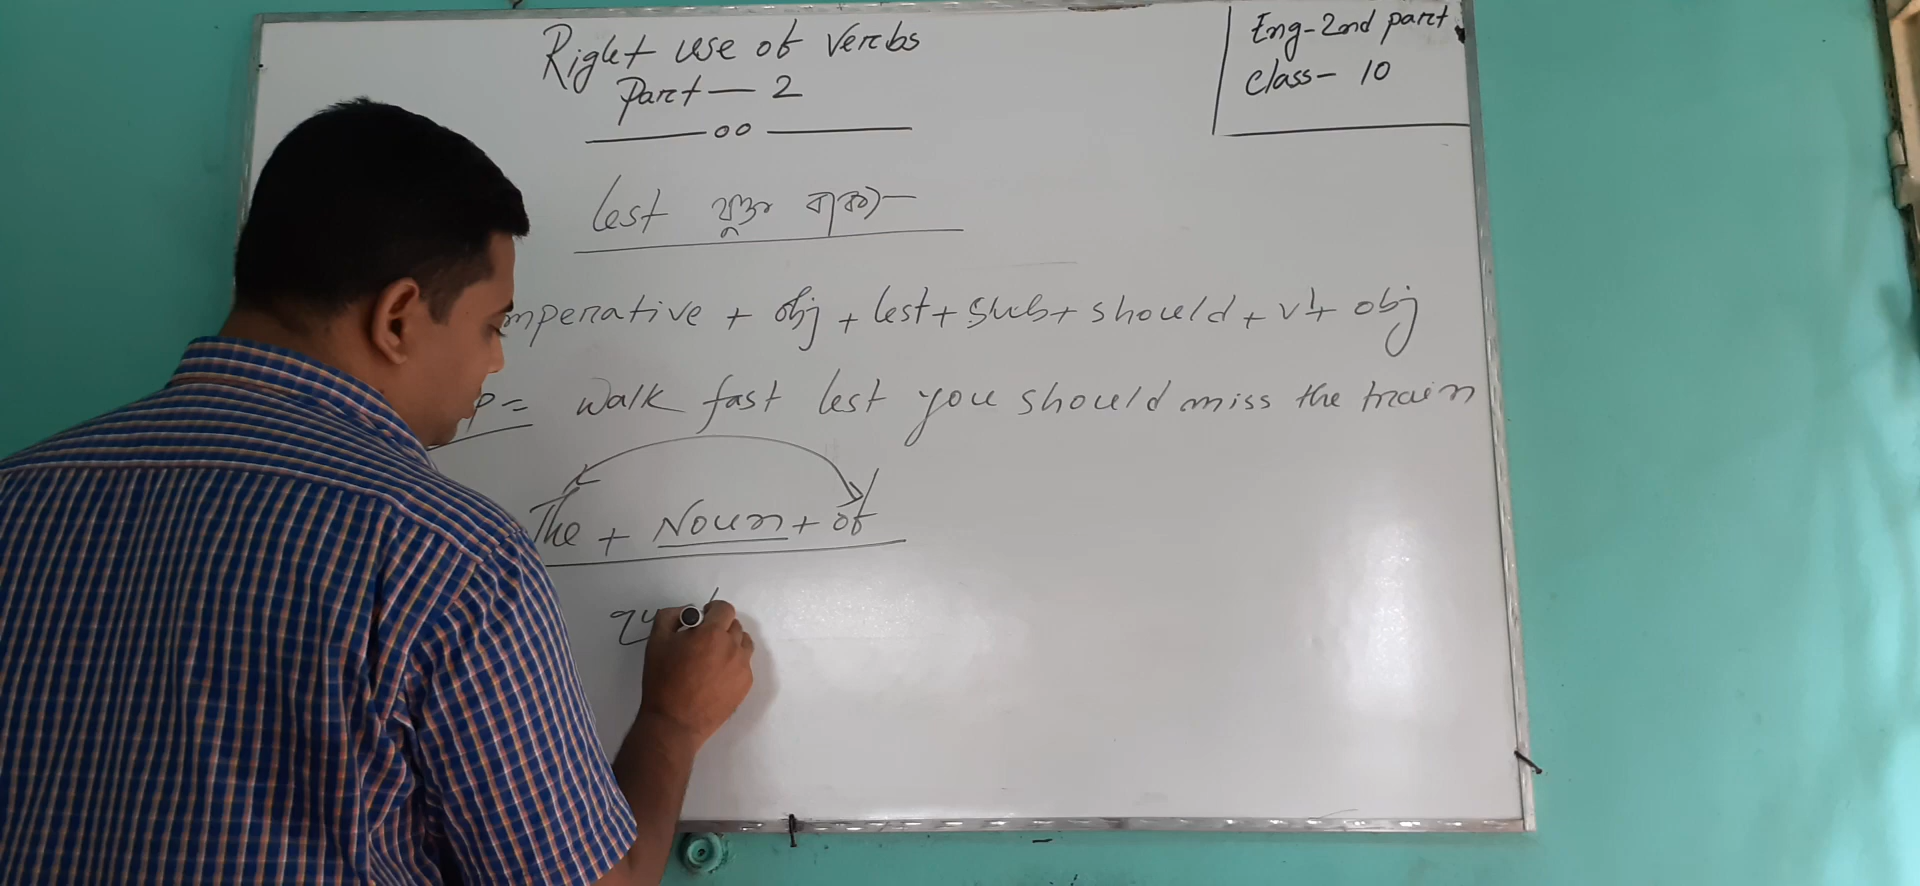 Right use of Verbs
Part — 2
Eng-2nd part
Class- 10
lest যুক্ত বাক্য-
mperative + obj + lest + Sub + should + v1 + obj
P = Walk fast lest you should miss the train
The + Noun + of